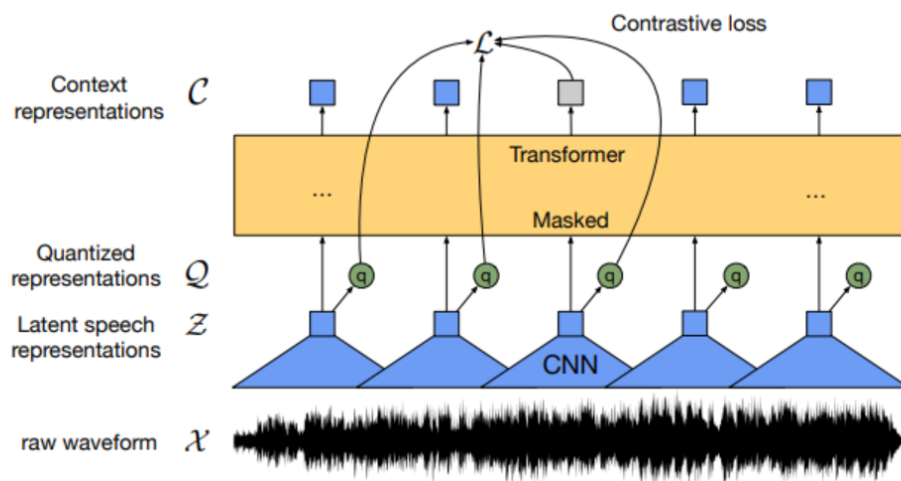 Contrastive loss
ℒ
Context
representations 𝒞
Transformer
... ...
Masked
Quantized
representations 𝒬
q q q q q
Latent speech
representations 𝒵
CNN
raw waveform 𝒳